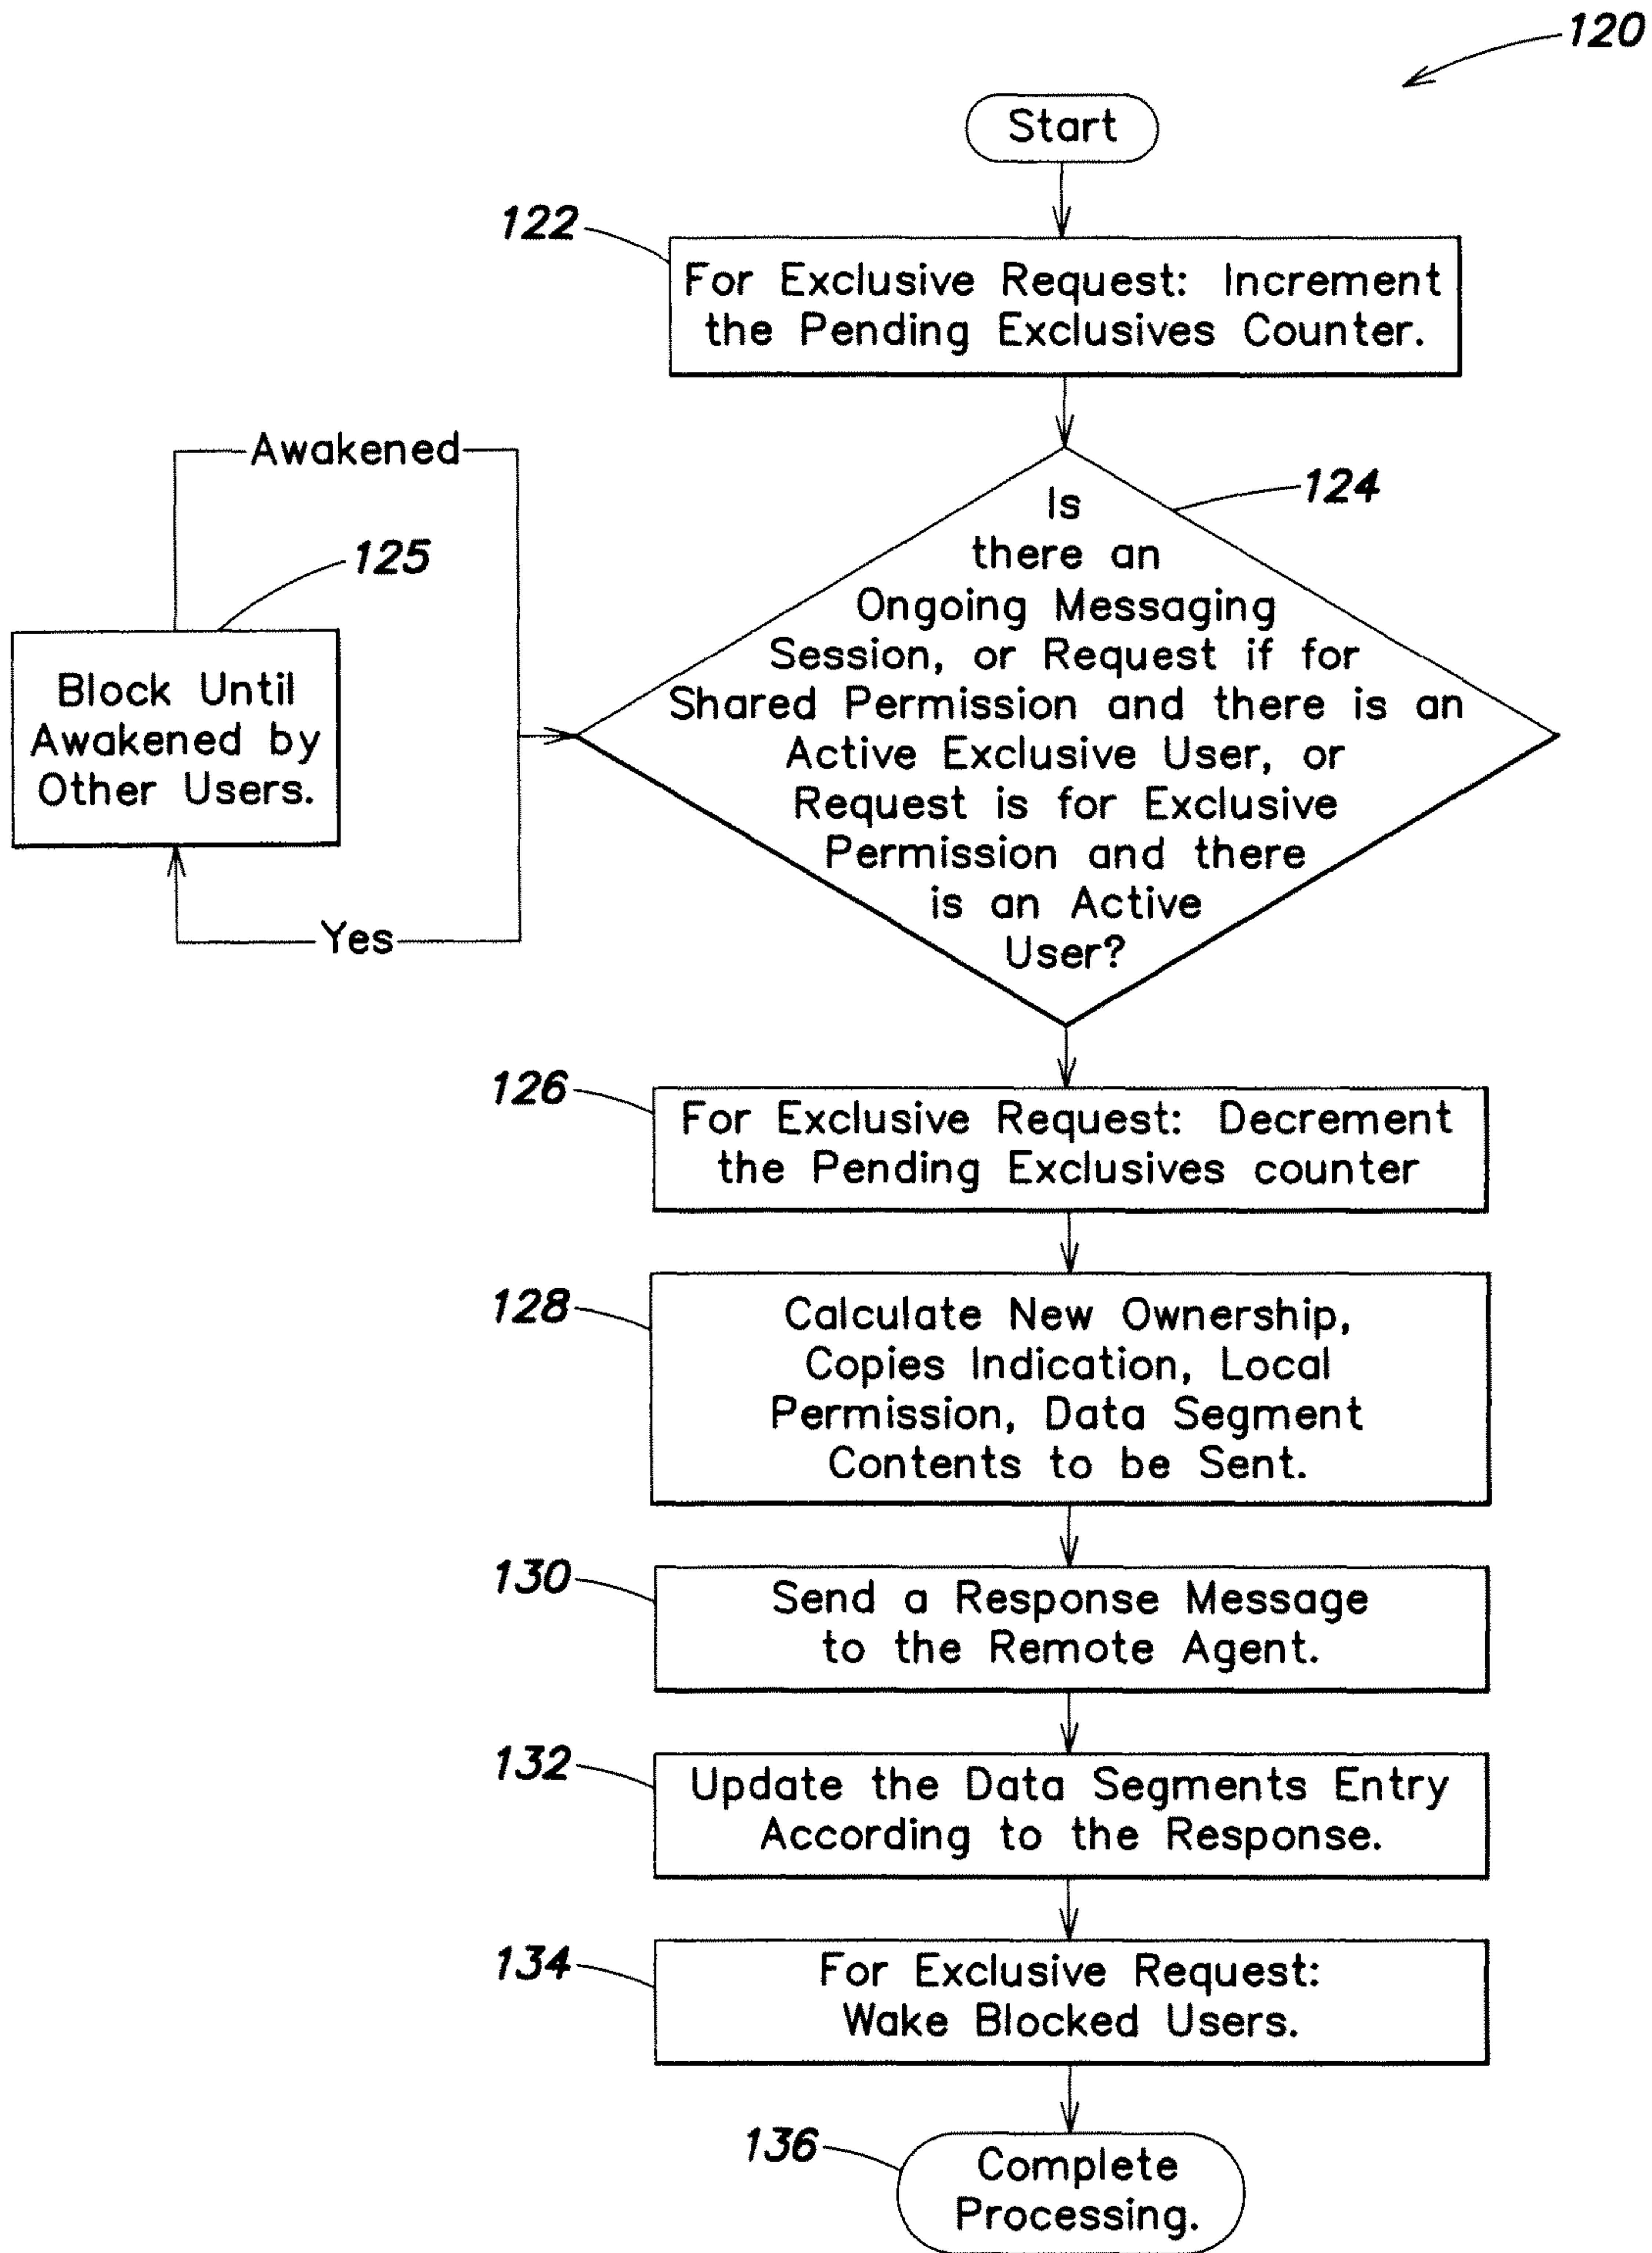 120
Start
122
For Exclusive Request: Increment
the Pending Exclusives Counter.
Awakened
124
125
Is
there an
Ongoing Messaging
Session, or Request if for
Shared Permission and there is an
Active Exclusive User, or
Request is for Exclusive
Permission and there
is an Active
User?
Block Until
Awakened by
Other Users.
Yes
126
For Exclusive Request: Decrement
the Pending Exclusives counter
128
Calculate New Ownership,
Copies Indication, Local
Permission, Data Segment
Contents to be Sent.
130
Send a Response Message
to the Remote Agent.
132
Update the Data Segments Entry
According to the Response.
134
For Exclusive Request:
Wake Blocked Users.
136
Complete
Processing.